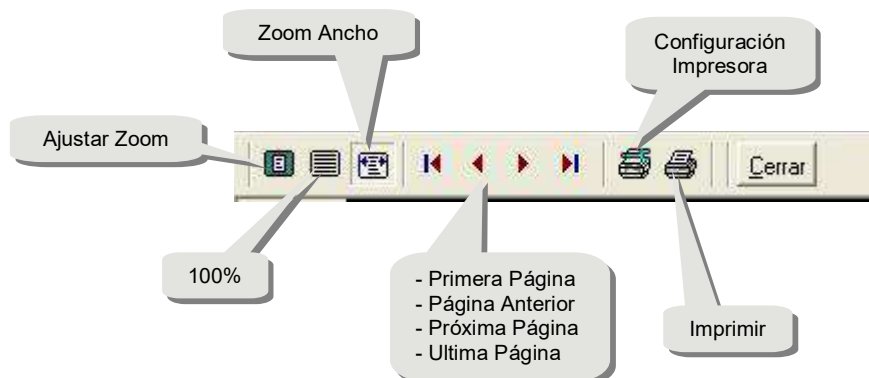 Zoom Ancho
Configuración
Impresora
Ajustar Zoom
Cerrar
100%
- Primera Página
- Página Anterior
- Próxima Página
- Ultima Página
Imprimir